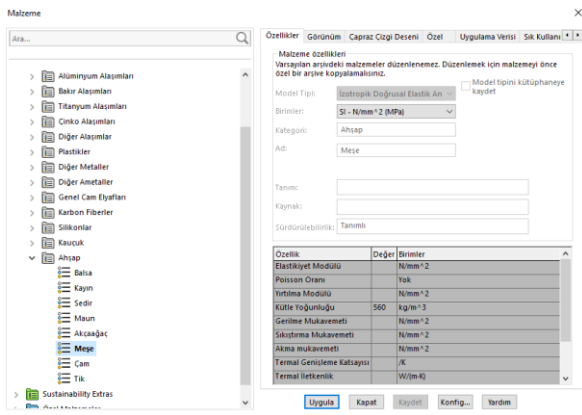 Malzeme
Ara...
Alüminyum Alaşımları
Bakır Alaşımları
Titanyum Alaşımları
Çinko Alaşımları
Diğer Alaşımlar
Plastikler
Diğer Metaller
Diğer Ametaller
Genel Cam Elyafları
Karbon Fiberler
Silikonlar
Kauçuk
Ahşap
Balsa
Kayın
Sedir
Maun
Akçaağaç
Meşe
Çam
Tik
Sustainability Extras
Özellikler Görünüm Çapraz Çizgi Deseni Özel Uygulama Verisi Sık Kullanı
Malzeme özellikleri
Varsayılan arşivdeki malzemeler düzenlenemez. Düzenlemek için malzemeyi önce
özel bir arşive kopyalamalısınız.
Model Tipi: İzotropik Doğrusal Elastik An
Model tipini kütüphaneye
kaydet
Birimler: SI - N/mm^2 (MPa)
Kategori: Ahşap
Ad: Meşe
Tanım:
Kaynak:
Sürdürülebilirlik: Tanımlı
Özellik Değer Birimler
Elastikiyet Modülü N/mm^2
Poisson Oranı Yok
Yırtılma Modülü N/mm^2
Kütle Yoğunluğu 560 kg/m^3
Gerilme Mukavemeti N/mm^2
Sıkıştırma Mukavemeti N/mm^2
Akma mukavemeti N/mm^2
Termal Genişleme Katsayısı /K
Termal İletkenlik W/(m·K)
Uygula Kapat Kaydet Konfig... Yardım